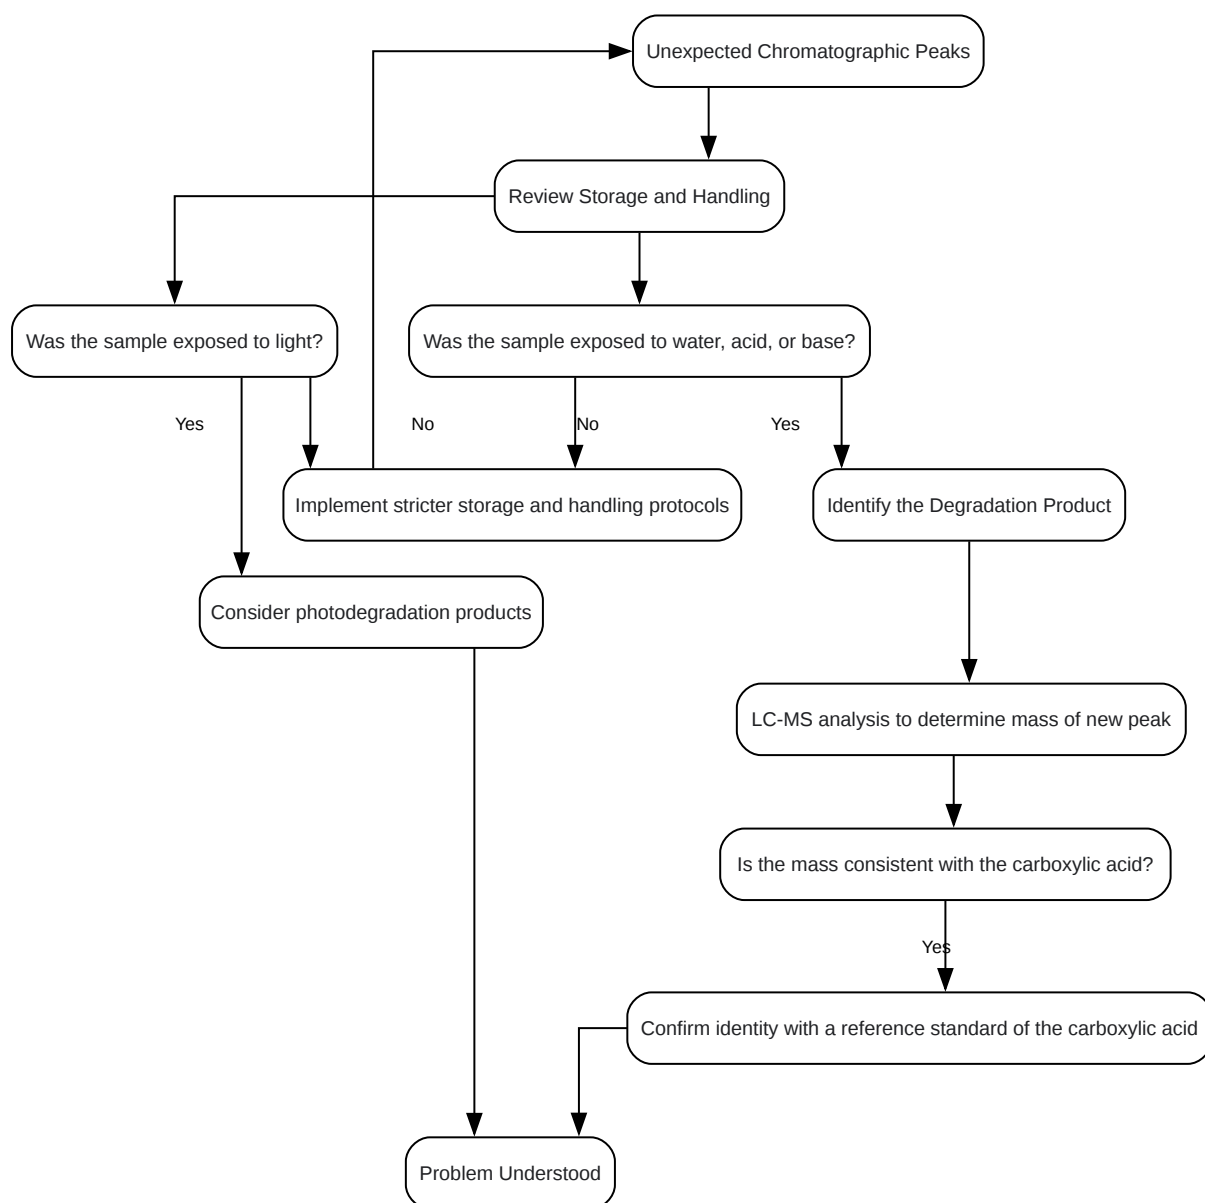 Unexpected Chromatographic Peaks
Review Storage and Handling
Was the sample exposed to light?
Was the sample exposed to water, acid, or base?
Yes
No
No
Yes
Implement stricter storage and handling protocols
Identify the Degradation Product
Consider photodegradation products
LC-MS analysis to determine mass of new peak
Is the mass consistent with the carboxylic acid?
Yes
Confirm identity with a reference standard of the carboxylic acid
Problem Understood